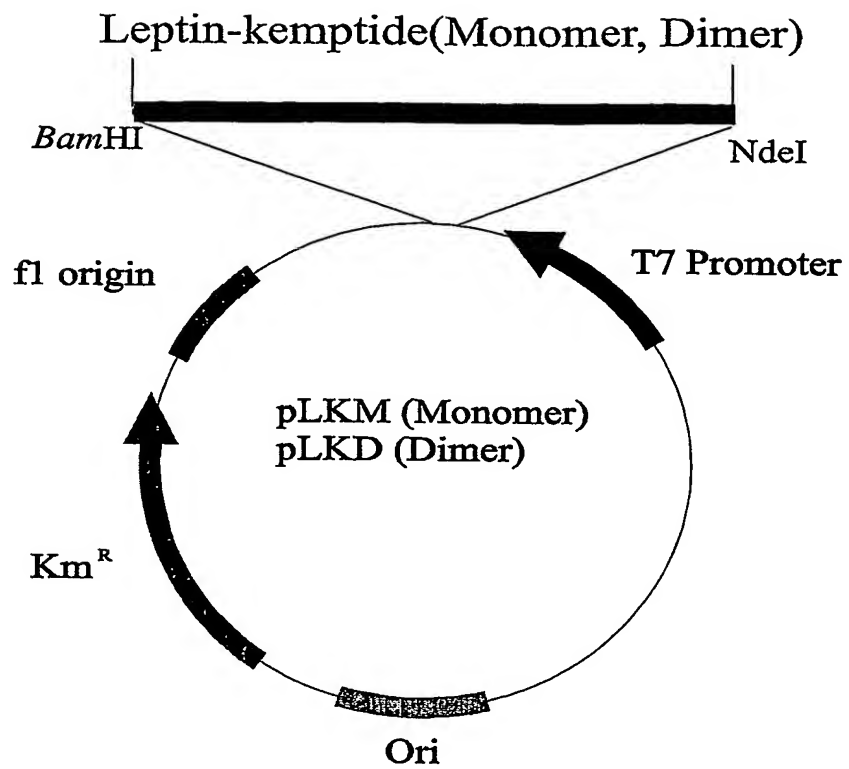 Leptin-kemptide(Monomer, Dimer)
BamHI
NdeI
f1 origin
T7 Promoter
pLKM (Monomer)
pLKD (Dimer)
Km^R
Ori